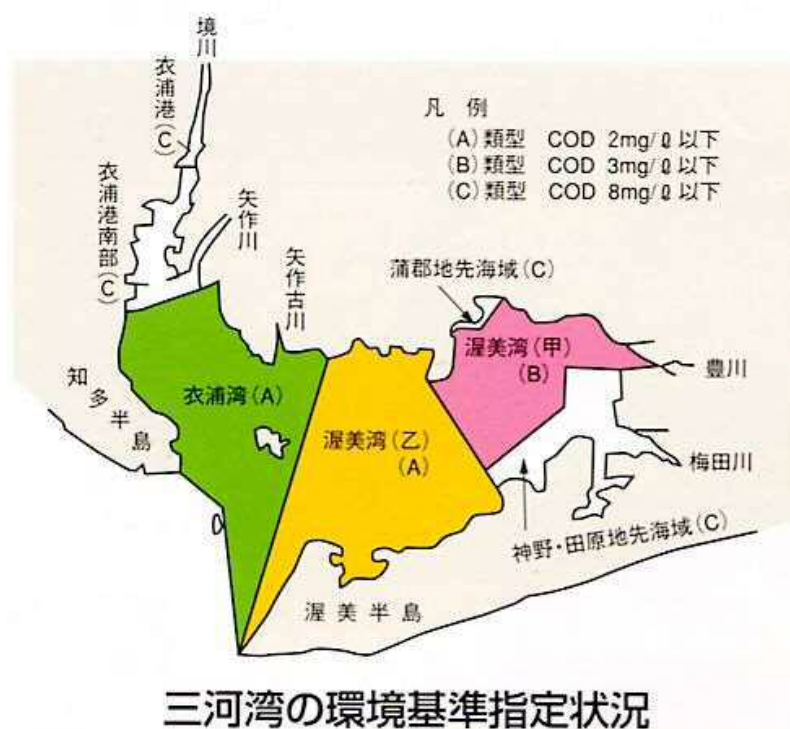 境川
衣浦港(C)
衣浦港南部(C)
矢作川
矢作古川
凡 例
(A)類型 COD 2mg/ℓ以下
(B)類型 COD 3mg/ℓ以下
(C)類型 COD 8mg/ℓ以下
蒲郡地先海域(C)
渥美湾(甲)
(B)
豊川
知多半島
衣浦湾(A)
渥美湾(乙)
(A)
梅田川
神野・田原地先海域(C)
渥美半島
三河湾の環境基準指定状況